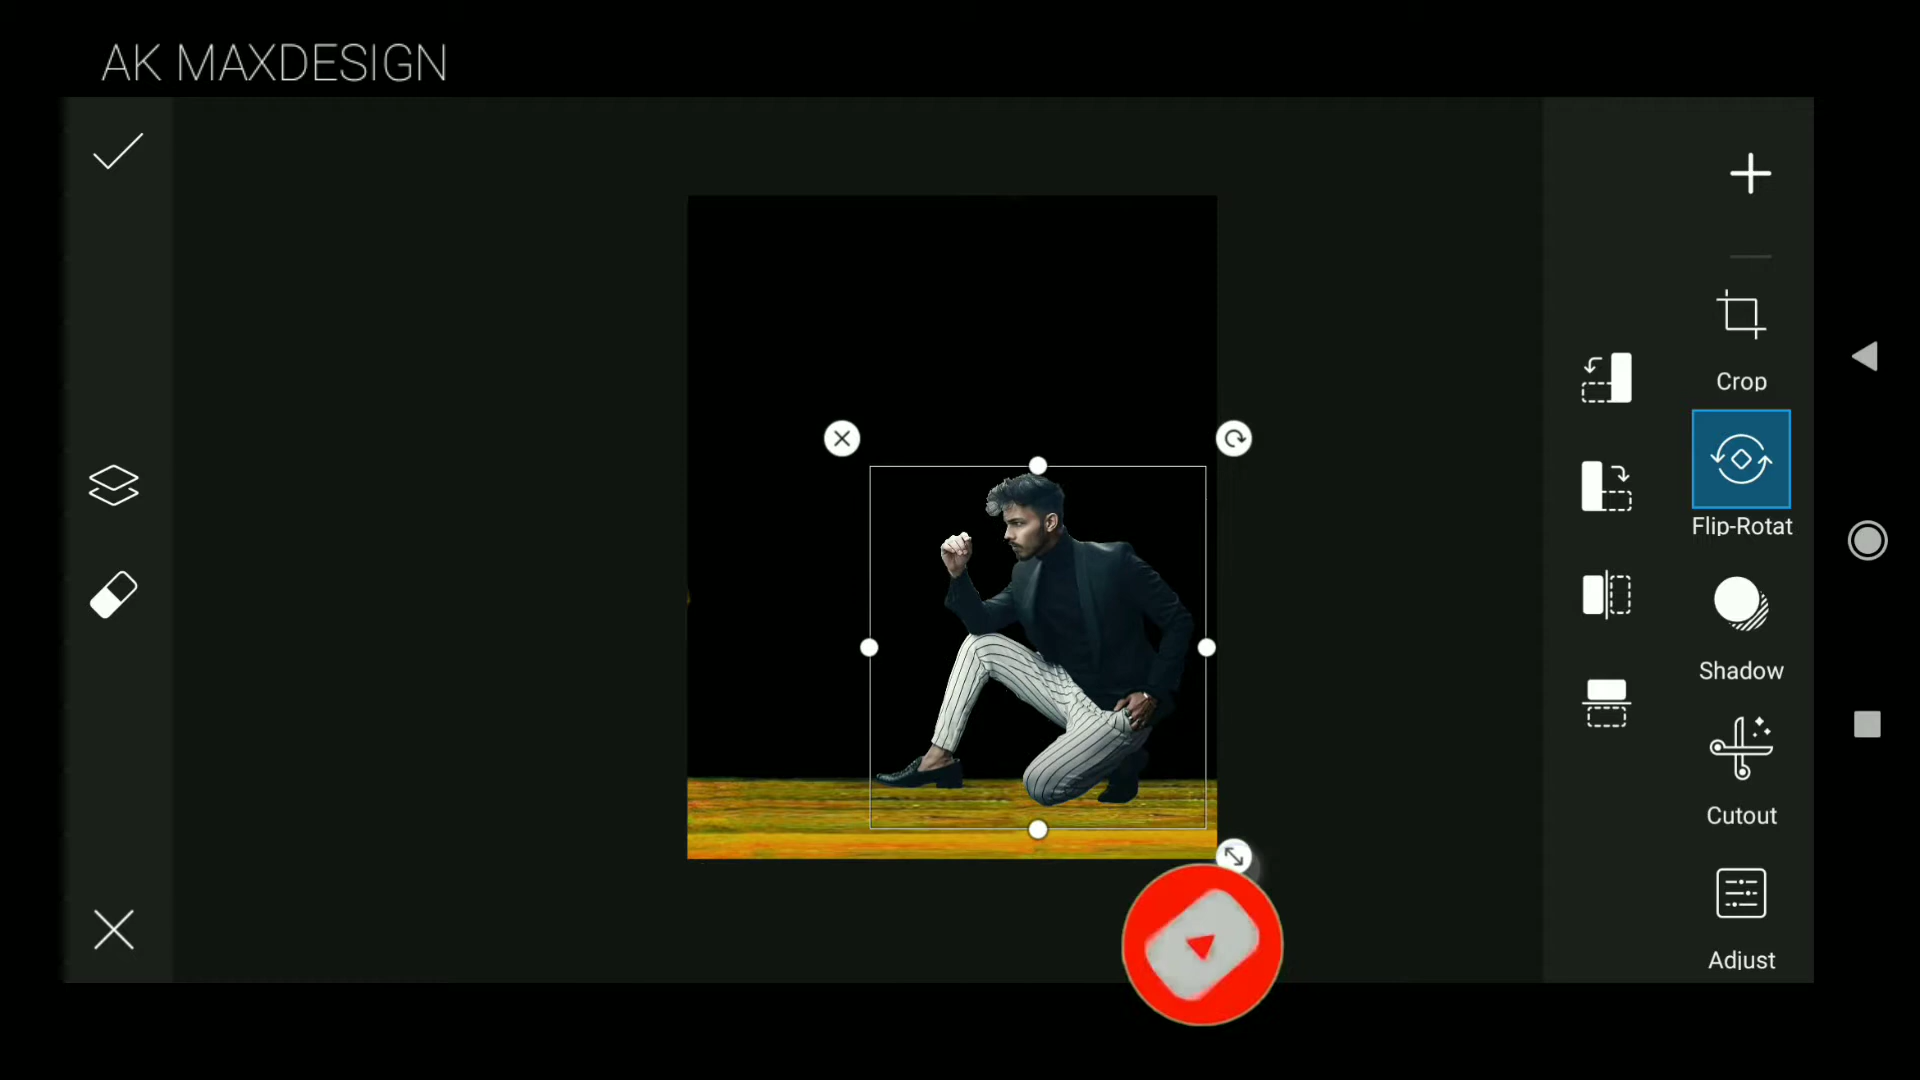 AK MAXDESIGN
Crop
Flip-Rotat
Shadow
Cutout
Adjust